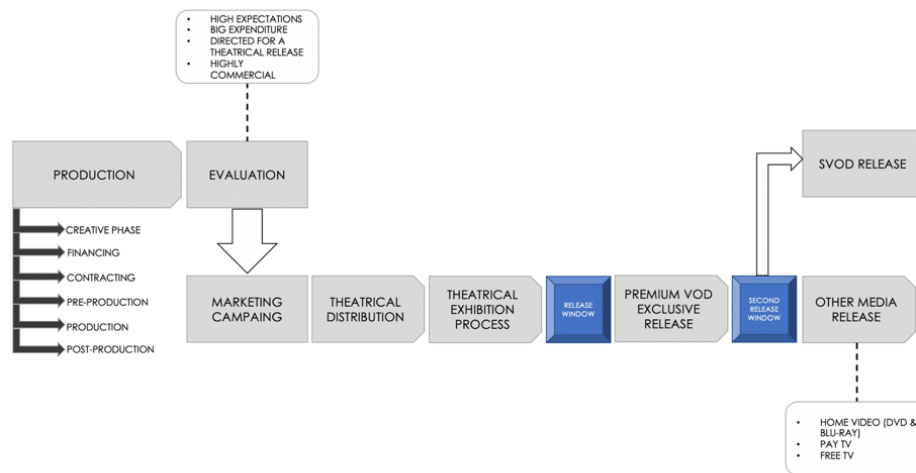 • HIGH EXPECTATIONS
• BIG EXPENDITURE
• DIRECTED FOR A
THEATRICAL RELEASE
• HIGHLY
COMMERCIAL
PRODUCTION
EVALUATION
SVOD RELEASE
CREATIVE PHASE
FINANCING
CONTRACTING
PRE-PRODUCTION
PRODUCTION
POST-PRODUCTION
MARKETING
CAMPAING
THEATRICAL
DISTRIBUTION
THEATRICAL
EXHIBITION
PROCESS
RELEASE
WINDOW
PREMIUM VOD
EXCLUSIVE
RELEASE
SECOND
RELEASE
WINDOW
OTHER MEDIA
RELEASE
• HOME VIDEO (DVD &
BLU-RAY)
• PAY TV
• FREE TV